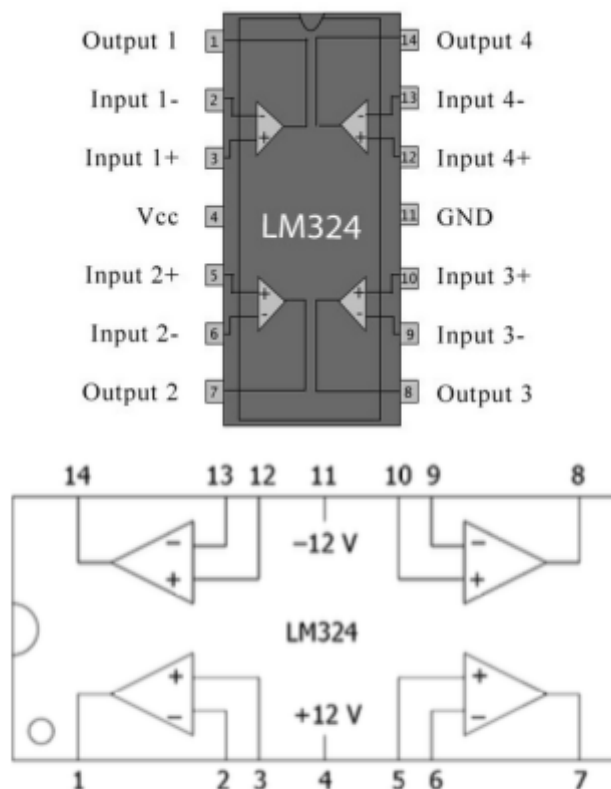 Output 1 1 14 Output 4
Input 1- 2 - - 13 Input 4-
Input 1+ 3 + + 12 Input 4+
Vcc 4 LM324 11 GND
Input 2+ 5 + + 10 Input 3+
Input 2- 6 - - 9 Input 3-
Output 2 7 8 Output 3
14 13 12 11 10 9 8
− −12 V −
+ +
LM324
+ +
− +12 V −
1 2 3 4 5 6 7